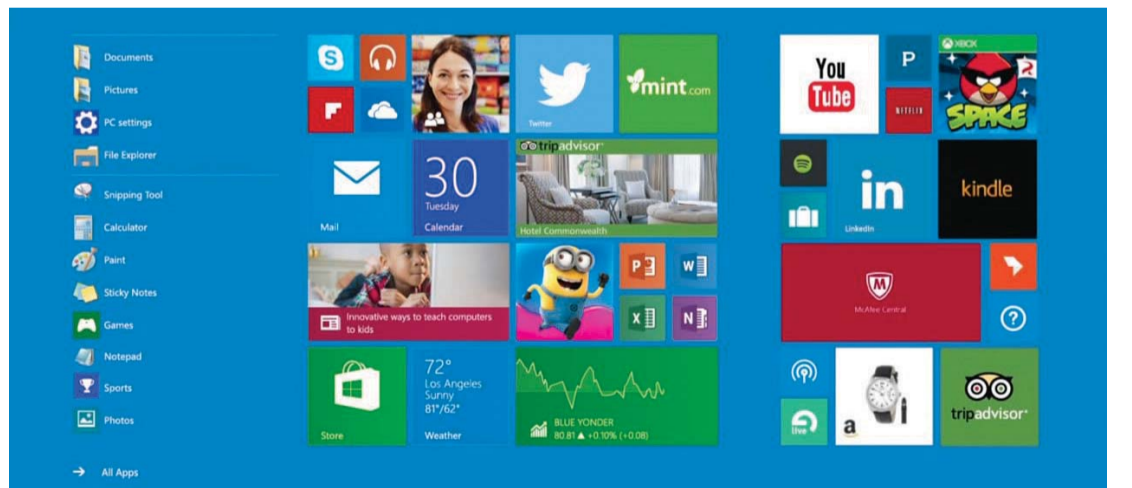 Documents
Pictures
PC settings
File Explorer
Snipping Tool
Calculator
Paint
Sticky Notes
Games
Notepad
Sports
Photos
All Apps
S
Twitter
mint.com
Mail
30
Tuesday
Calendar
tripadvisor
Hotel Commonwealth
Innovative ways to teach computers
to kids
P
W
X
N
Store
72°
Los Angeles
Sunny
81°/62°
Weather
BLUE YONDER
80.81 ▲ +0.10% (+0.08)
You
Tube
P
NETFLIX
XBOX
SPACE
in
LinkedIn
kindle
M
McAfee Central
?
live
a
tripadvisor